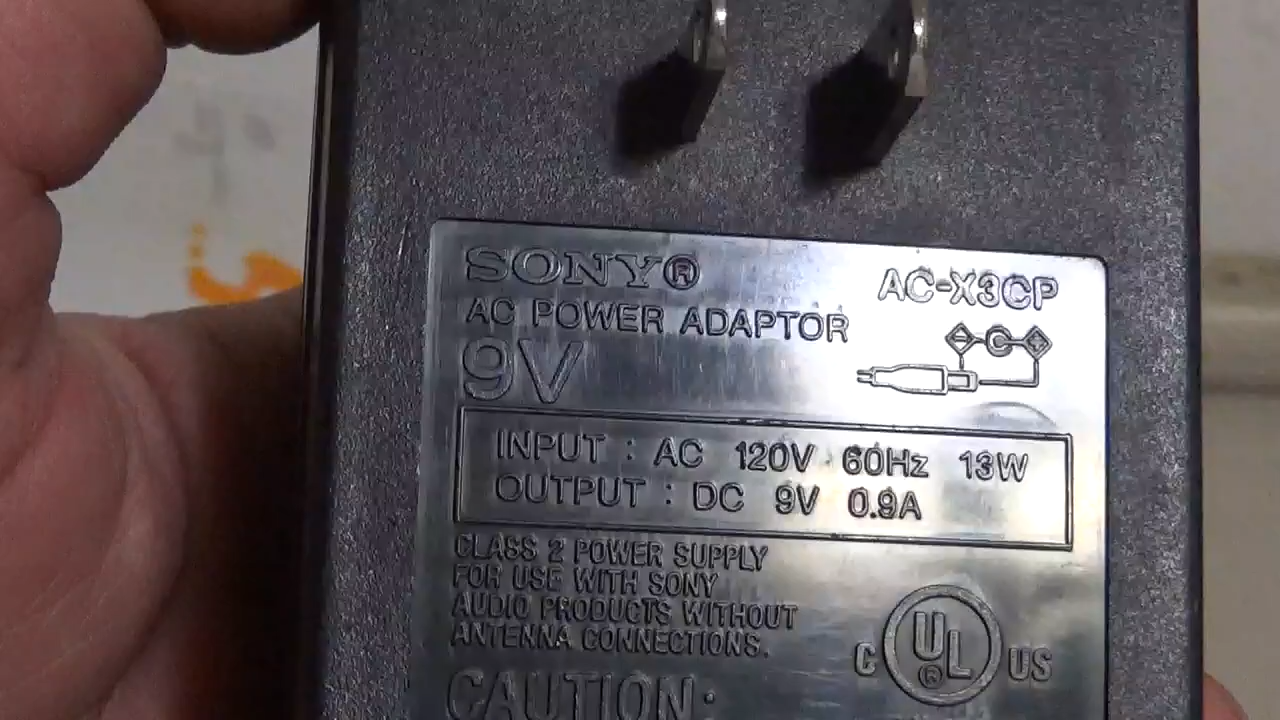 SONY®
AC-X3CP
AC POWER ADAPTOR
9V
INPUT : AC 120V 60Hz 13W
OUTPUT : DC 9V 0.9A
CLASS 2 POWER SUPPLY
FOR USE WITH SONY
AUDIO PRODUCTS WITHOUT
ANTENNA CONNECTIONS.
C UL® US
CAUTION: